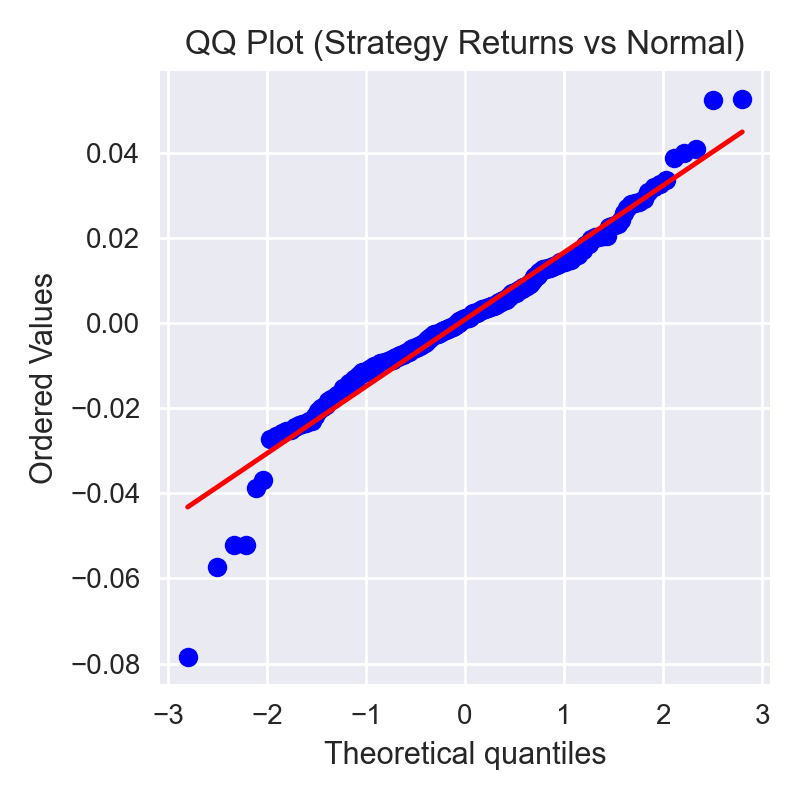 QQ Plot (Strategy Returns vs Normal)
0.04
0.02
0.00
−0.02
−0.04
−0.06
−0.08
Ordered Values
−3 −2 −1 0 1 2 3
Theoretical quantiles